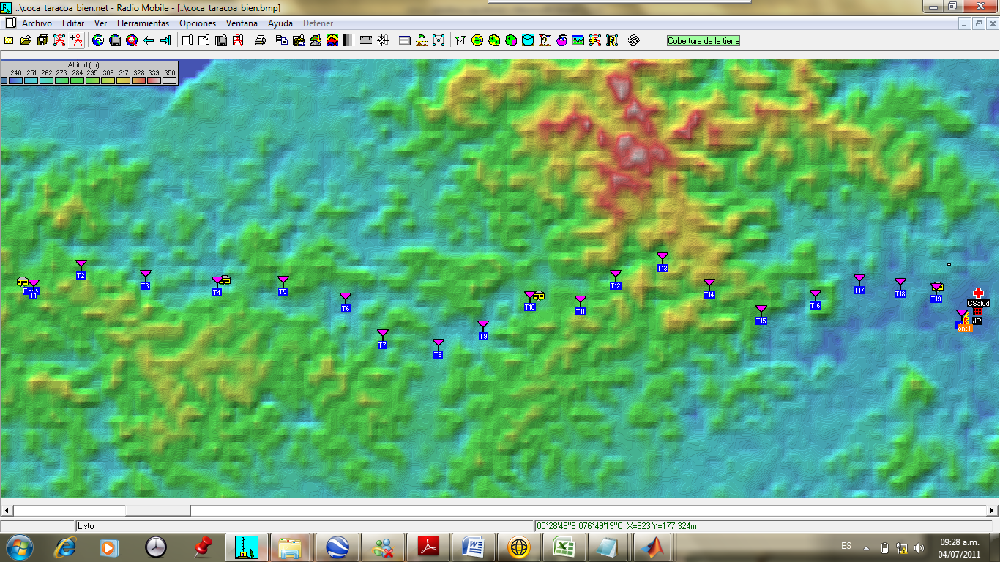 ..\coca_taracoa_bien.net - Radio Mobile - [..\coca_taracoa_bien.bmp]
Archivo Editar Ver Herramientas Opciones Ventana Ayuda Detener
Cobertura de la tierra
Altitud (m)
240 251 262 273 284 295 306 317 328 339 350
T1
T2
T3
T4
T5
T6
T7
T8
T9
T10
T11
T12
T13
T14
T15
T16
T17
T18
T19
CSalud
JP
cntT
Listo
00°28'46''S 076°49'19''O X=823 Y=177 324m
ES
09:28 a.m.
04/07/2011